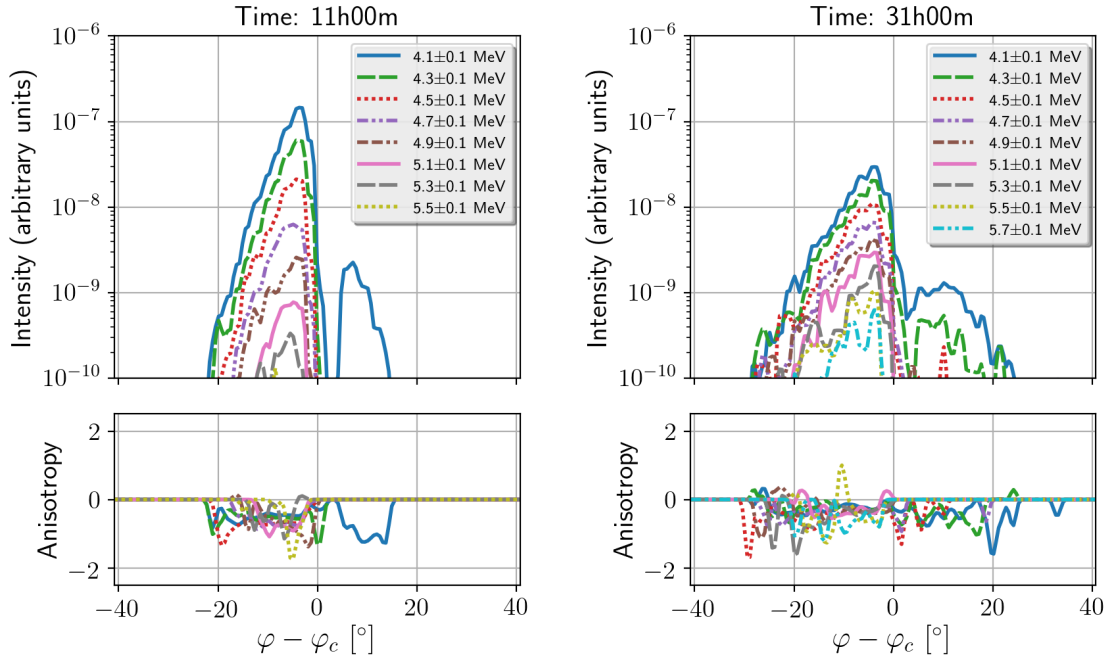 Time: 11h00m
Intensity (arbitrary units)
10⁻⁶
10⁻⁷
10⁻⁸
10⁻⁹
10⁻¹⁰
4.1±0.1 MeV
4.3±0.1 MeV
4.5±0.1 MeV
4.7±0.1 MeV
4.9±0.1 MeV
5.1±0.1 MeV
5.3±0.1 MeV
5.5±0.1 MeV
Anisotropy
2
0
−2
−40 −20 0 20 40
φ − φc [°]
Time: 31h00m
Intensity (arbitrary units)
10⁻⁶
10⁻⁷
10⁻⁸
10⁻⁹
10⁻¹⁰
4.1±0.1 MeV
4.3±0.1 MeV
4.5±0.1 MeV
4.7±0.1 MeV
4.9±0.1 MeV
5.1±0.1 MeV
5.3±0.1 MeV
5.5±0.1 MeV
5.7±0.1 MeV
Anisotropy
2
0
−2
−40 −20 0 20 40
φ − φc [°]